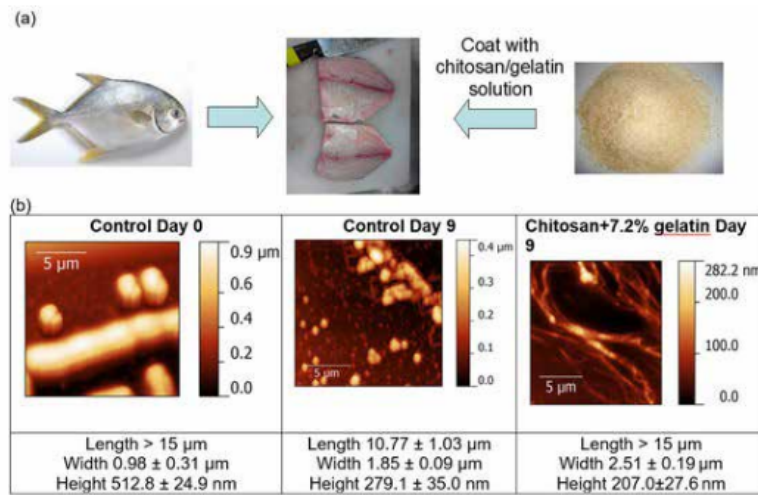 (a)
Coat with
chitosan/gelatin
solution
(b)
Control Day 0
Control Day 9
Chitosan+7.2% gelatin Day
9
5 µm
0.9 µm
0.6
0.4
0.2
0.0
5 µm
0.4 µm
0.3
0.2
0.1
0.0
5 µm
282.2 nm
200.0
100.0
0.0
Length > 15 µm
Width 0.98 ± 0.31 µm
Height 512.8 ± 24.9 nm
Length 10.77 ± 1.03 µm
Width 1.85 ± 0.09 µm
Height 279.1 ± 35.0 nm
Length > 15 µm
Width 2.51 ± 0.19 µm
Height 207.0±27.6 nm